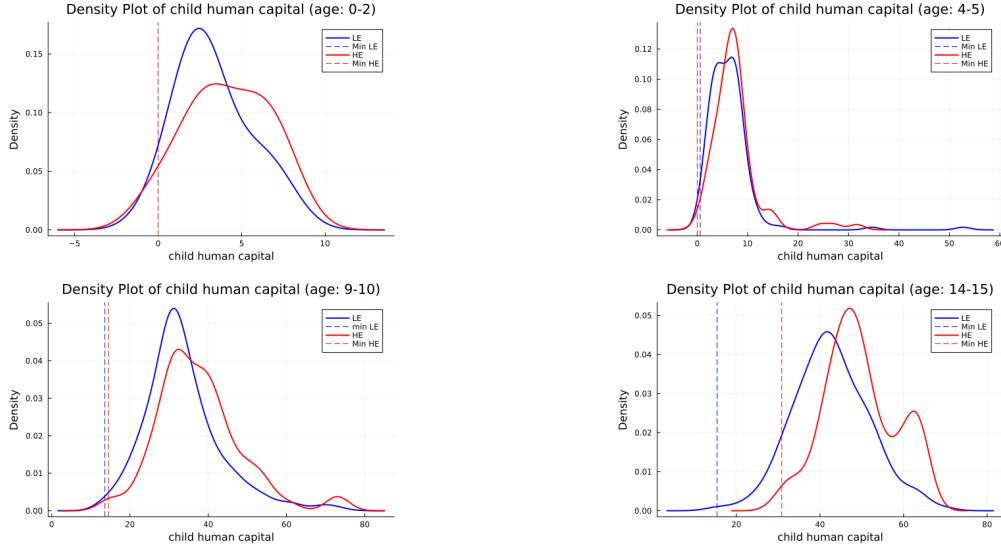 Density Plot of child human capital (age: 0-2)
LE
Min LE
HE
Min HE
Density
0.15
0.10
0.05
0.00
−5
0
5
10
child human capital
Density Plot of child human capital (age: 4-5)
LE
Min LE
HE
Min HE
Density
0.12
0.10
0.08
0.06
0.04
0.02
0.00
0
10
20
30
40
50
60
child human capital
Density Plot of child human capital (age: 9-10)
LE
min LE
HE
Min HE
Density
0.05
0.04
0.03
0.02
0.01
0.00
0
20
40
60
80
child human capital
Density Plot of child human capital (age: 14-15)
LE
Min LE
HE
Min HE
Density
0.05
0.04
0.03
0.02
0.01
0.00
20
40
60
80
child human capital